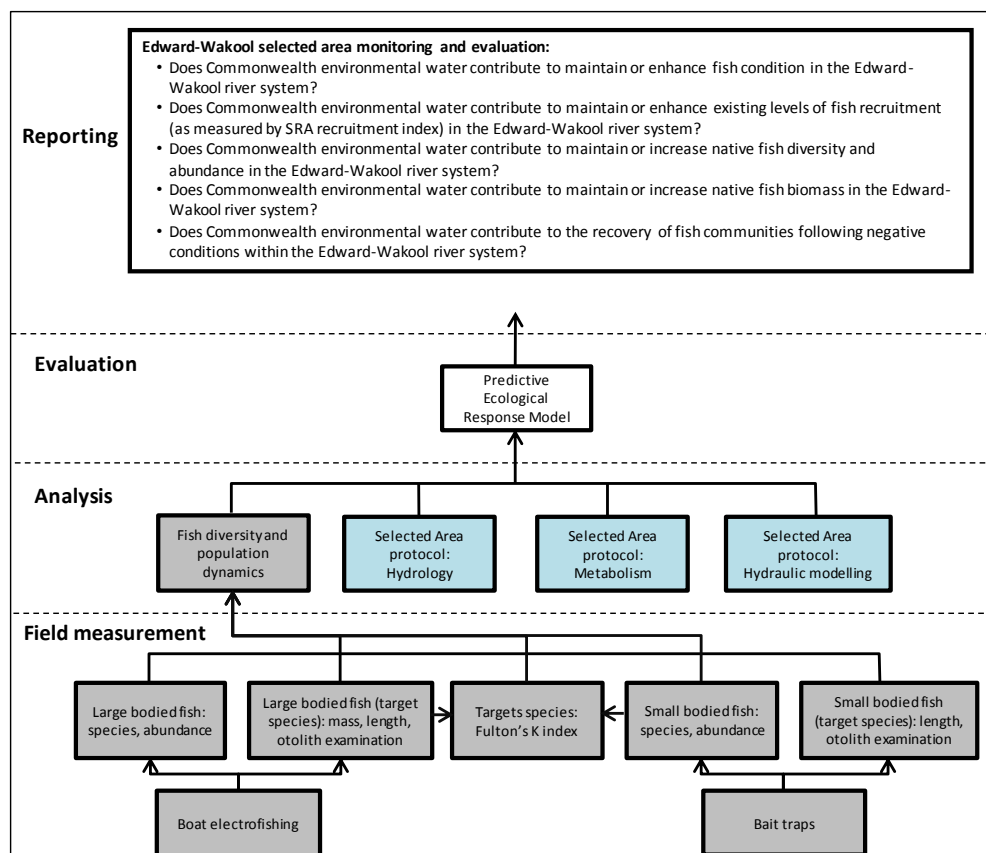 Reporting
Edward-Wakool selected area monitoring and evaluation:
• Does Commonwealth environmental water contribute to maintain or enhance fish condition in the Edward-
Wakool river system?
• Does Commonwealth environmental water contribute to maintain or enhance existing levels of fish recruitment
(as measured by SRA recruitment index) in the Edward-Wakool river system?
• Does Commonwealth environmental water contribute to maintain or increase native fish diversity and
abundance in the Edward-Wakool river system?
• Does Commonwealth environmental water contribute to maintain or increase native fish biomass in the Edward-
Wakool river system?
• Does Commonwealth environmental water contribute to the recovery of fish communities following negative
conditions within the Edward-Wakool river system?
Evaluation
Predictive
Ecological
Response Model
Analysis
Fish diversity and
population
dynamics
Selected Area
protocol:
Hydrology
Selected Area
protocol:
Metabolism
Selected Area
protocol:
Hydraulic modelling
Field measurement
Large bodied fish:
species, abundance
Large bodied fish (target
species): mass, length,
otolith examination
Targets species:
Fulton's K index
Small bodied fish:
species, abundance
Small bodied fish
(target species): length,
otolith examination
Boat electrofishing
Bait traps